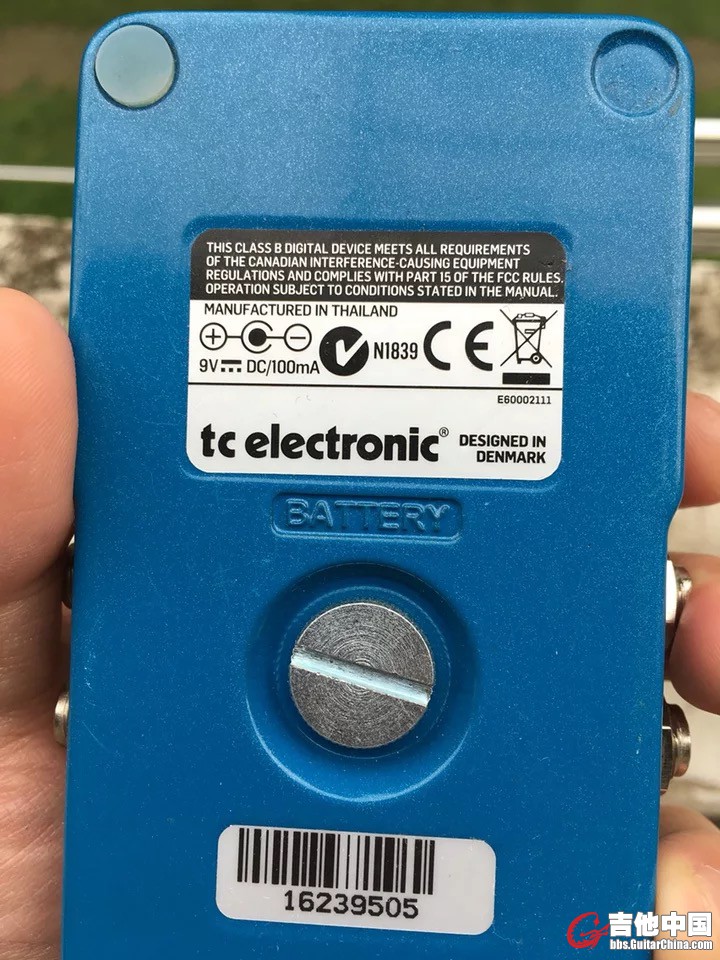 THIS CLASS B DIGITAL DEVICE MEETS ALL REQUIREMENTS
OF THE CANADIAN INTERFERENCE-CAUSING EQUIPMENT
REGULATIONS AND COMPLIES WITH PART 15 OF THE FCC RULES.
OPERATION SUBJECT TO CONDITIONS STATED IN THE MANUAL.
MANUFACTURED IN THAILAND
9V DC/100mA N1839 CE
E60002111
tc electronic® DESIGNED IN
DENMARK
BATTERY
16239505
吉他中国
bbs.GuitarChina.com